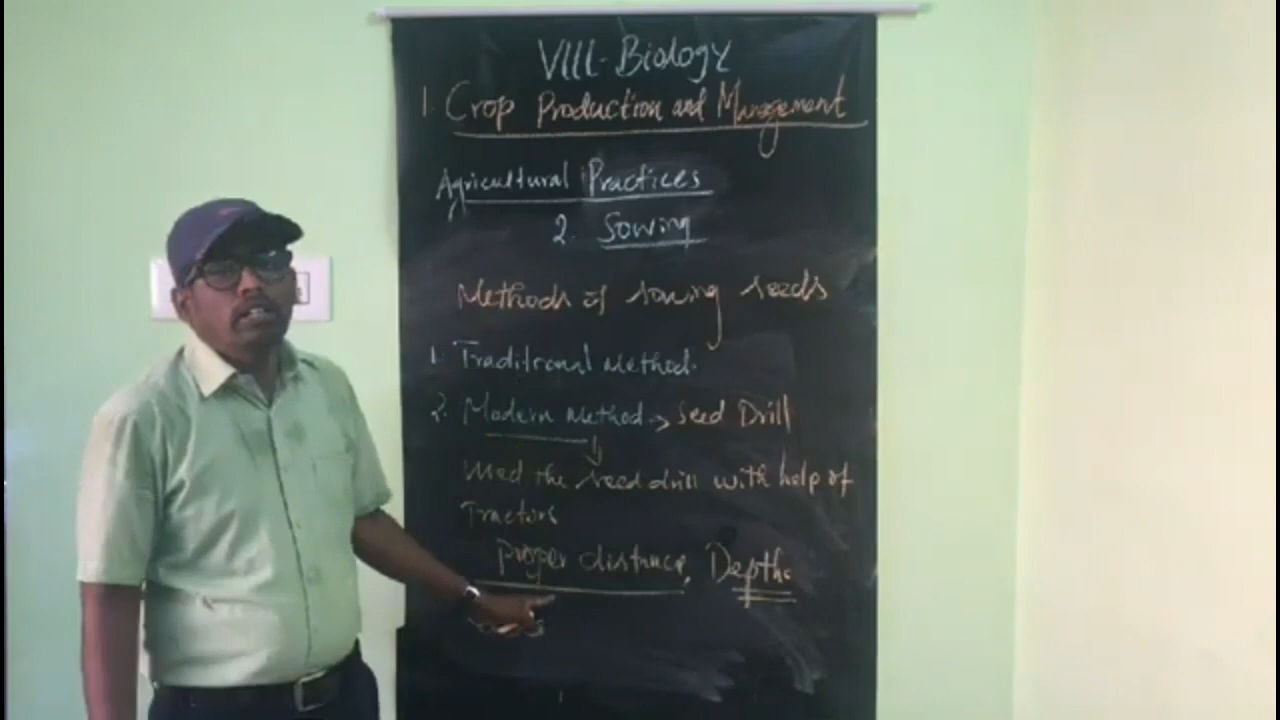 VIII-Biology
1. Crop Production and Management
Agricultural Practices
2. Sowing
Methods of sowing seeds
1. Traditional method.
2. Modern method → Seed Drill
Used the seed drill with help of
Tractors
Proper distance, Depths